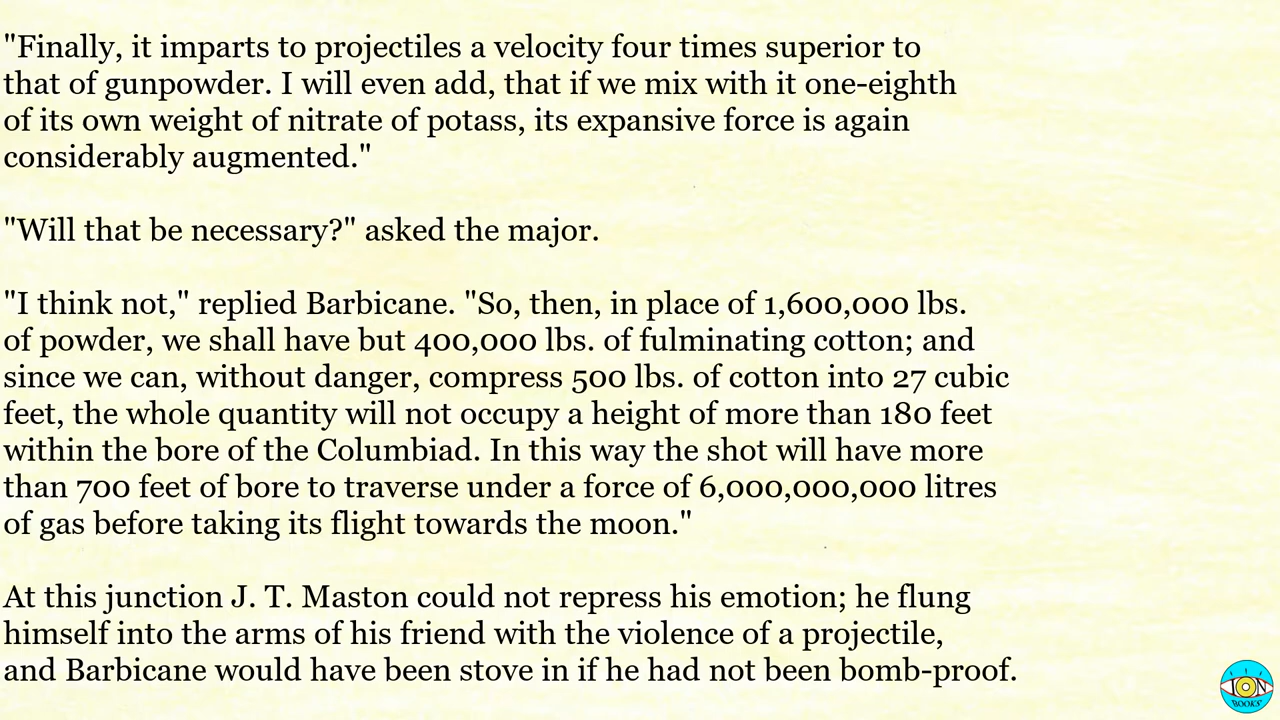 "Finally, it imparts to projectiles a velocity four times superior to
that of gunpowder. I will even add, that if we mix with it one-eighth
of its own weight of nitrate of potass, its expansive force is again
considerably augmented."
"Will that be necessary?" asked the major.
"I think not," replied Barbicane. "So, then, in place of 1,600,000 lbs.
of powder, we shall have but 400,000 lbs. of fulminating cotton; and
since we can, without danger, compress 500 lbs. of cotton into 27 cubic
feet, the whole quantity will not occupy a height of more than 180 feet
within the bore of the Columbiad. In this way the shot will have more
than 700 feet of bore to traverse under a force of 6,000,000,000 litres
of gas before taking its flight towards the moon."
At this junction J. T. Maston could not repress his emotion; he flung
himself into the arms of his friend with the violence of a projectile,
and Barbicane would have been stove in if he had not been bomb-proof.
ION
BOOKS